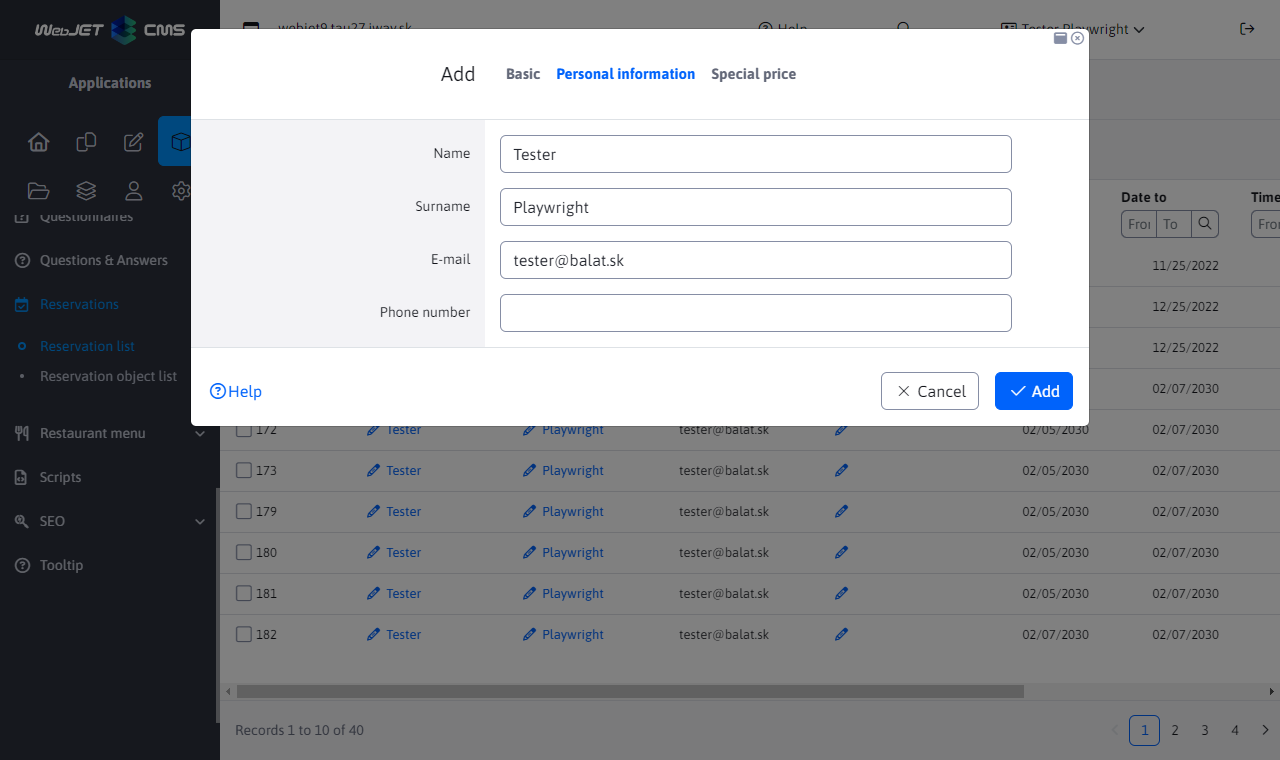 WebJET CMS
webjet9.tau27.iway.sk
Help
Tester Playwright
Applications
Add
Basic
Personal information
Special price
Name
Tester
Surname
Playwright
E-mail
tester@balat.sk
Phone number
Help
Cancel
Add
Questionnaires
Questions & Answers
Reservations
Reservation list
Reservation object list
Restaurant menu
Scripts
SEO
Tooltip
Date to
Time
From To
11/25/2022
12/25/2022
12/25/2022
02/07/2030
172 Tester Playwright tester@balat.sk 02/05/2030 02/07/2030
173 Tester Playwright tester@balat.sk 02/05/2030 02/07/2030
179 Tester Playwright tester@balat.sk 02/05/2030 02/07/2030
180 Tester Playwright tester@balat.sk 02/05/2030 02/07/2030
181 Tester Playwright tester@balat.sk 02/05/2030 02/07/2030
182 Tester Playwright tester@balat.sk 02/07/2030 02/07/2030
Records 1 to 10 of 40
1 2 3 4